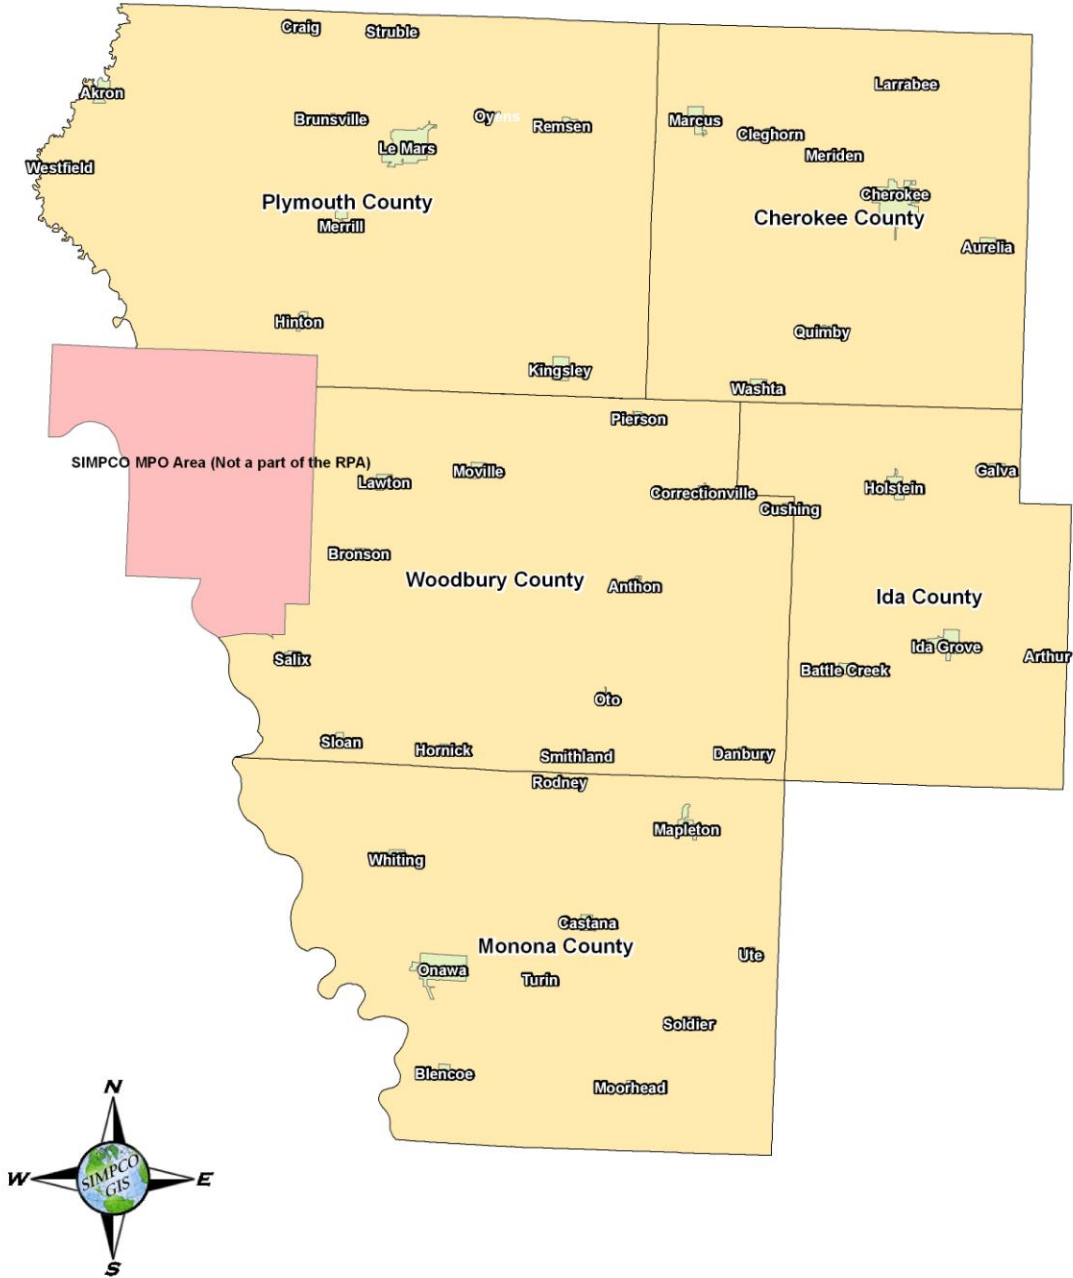 Craig
Struble
Larrabee
Akron
Brunsville
Oyens
Remsen
Marcus
Cleghorn
Le Mars
Meriden
Westfield
Cherokee
Plymouth County
Cherokee County
Merrill
Aurelia
Hinton
Quimby
Kingsley
Washta
Pierson
SIMPCO MPO Area (Not a part of the RPA)
Moville
Galva
Lawton
Holstein
Correctionville
Cushing
Bronson
Woodbury County
Anthon
Ida County
Ida Grove
Arthur
Salix
Battle Creek
Oto
Sloan
Hornick
Smithland
Danbury
Rodney
Mapleton
Whiting
Castana
Monona County
Ute
Onawa
Turin
Soldier
Blencoe
Moorhead
N
W
SIMPCO
GIS
E
S